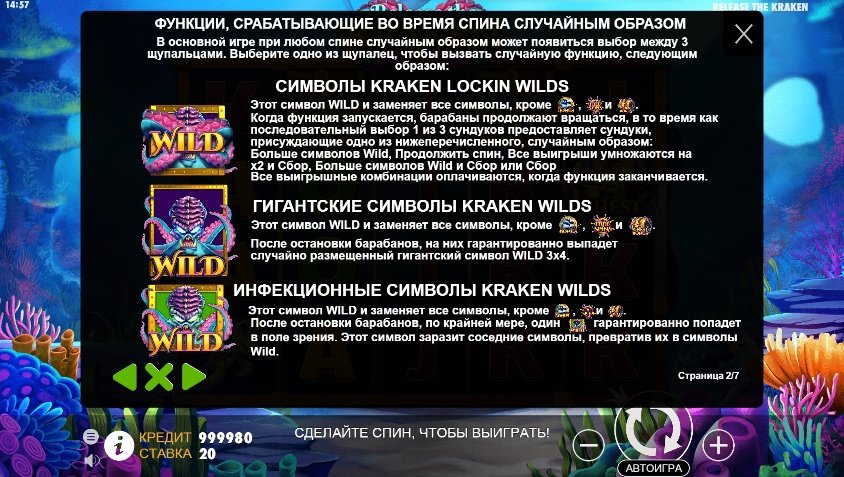 14:57
RELEASE THE KRAKEN
ФУНКЦИИ, СРАБАТЫВАЮЩИЕ ВО ВРЕМЯ СПИНА СЛУЧАЙНЫМ ОБРАЗОМ
В основной игре при любом спине случайным образом может появиться выбор между 3
щупальцами. Выберите одно из щупалец, чтобы вызвать случайную функцию, следующим
образом:
СИМВОЛЫ KRAKEN LOCKIN WILDS
Этот символ WILD и заменяет все символы, кроме , и .
Когда функция запускается, барабаны продолжают вращаться, в то время как
последовательный выбор 1 из 3 сундуков предоставляет сундуки,
присуждающие одно из нижеперечисленного, случайным образом:
Больше символов Wild, Продолжить спин, Все выигрыши умножаются на
x2 и Сбор, Больше символов Wild и Сбор или Сбор
Все выигрышные комбинации оплачиваются, когда функция заканчивается.
WILD
ГИГАНТСКИЕ СИМВОЛЫ KRAKEN WILDS
Этот символ WILD и заменяет все символы, кроме , и .
После остановки барабанов, на них гарантированно выпадет
случайно размещенный гигантский символ WILD 3x4.
WILD
ИНФЕКЦИОННЫЕ СИМВОЛЫ KRAKEN WILDS
Этот символ WILD и заменяет все символы, кроме , и .
После остановки барабанов, по крайней мере, один гарантированно попадет
в поле зрения. Этот символ заразит соседние символы, превратив их в символы
Wild.
WILD
Страница 2/7
КРЕДИТ 999980
СТАВКА 20
СДЕЛАЙТЕ СПИН, ЧТОБЫ ВЫИГРАТЬ!
АВТОИГРА